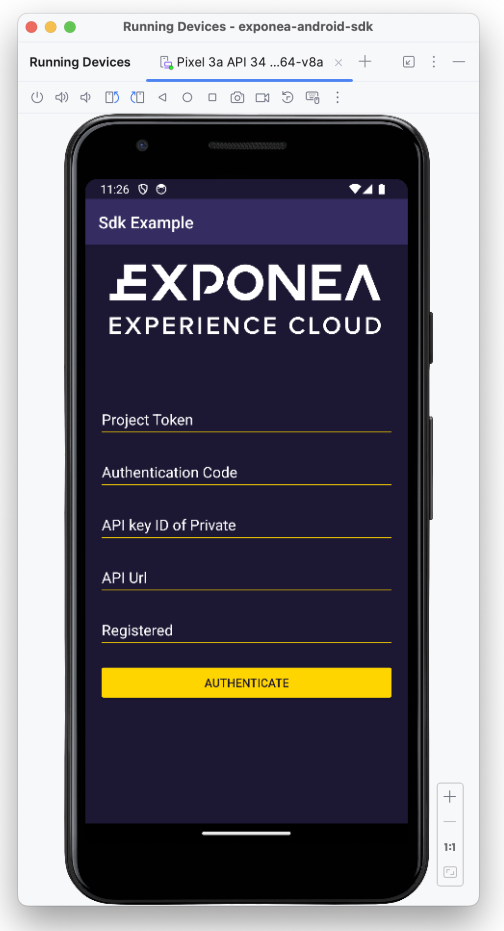 Running Devices - exponea-android-sdk
Running Devices
Pixel 3a API 34 ...64-v8a
11:26
Sdk Example
EXPONEA
EXPERIENCE CLOUD
Project Token
Authentication Code
API key ID of Private
API Url
Registered
AUTHENTICATE
1:1